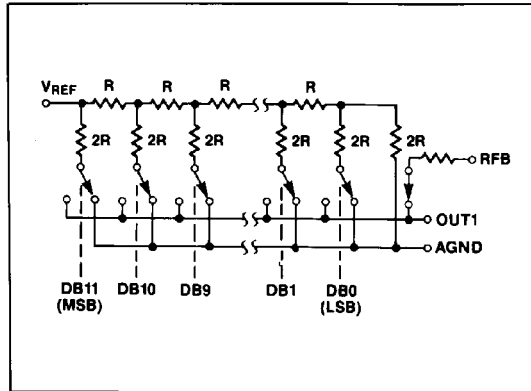 R R R R
VREF
2R 2R 2R 2R 2R 2R
RFB
OUT1
AGND
DB11 DB10 DB9 DB1 DB0
(MSB) (LSB)